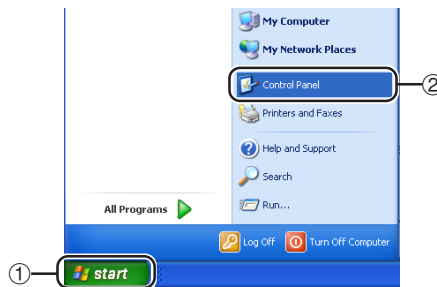 My Computer
My Network Places
Control Panel
②
Printers and Faxes
Help and Support
Search
All Programs
Run...
Log Off
Turn Off Computer
①
start